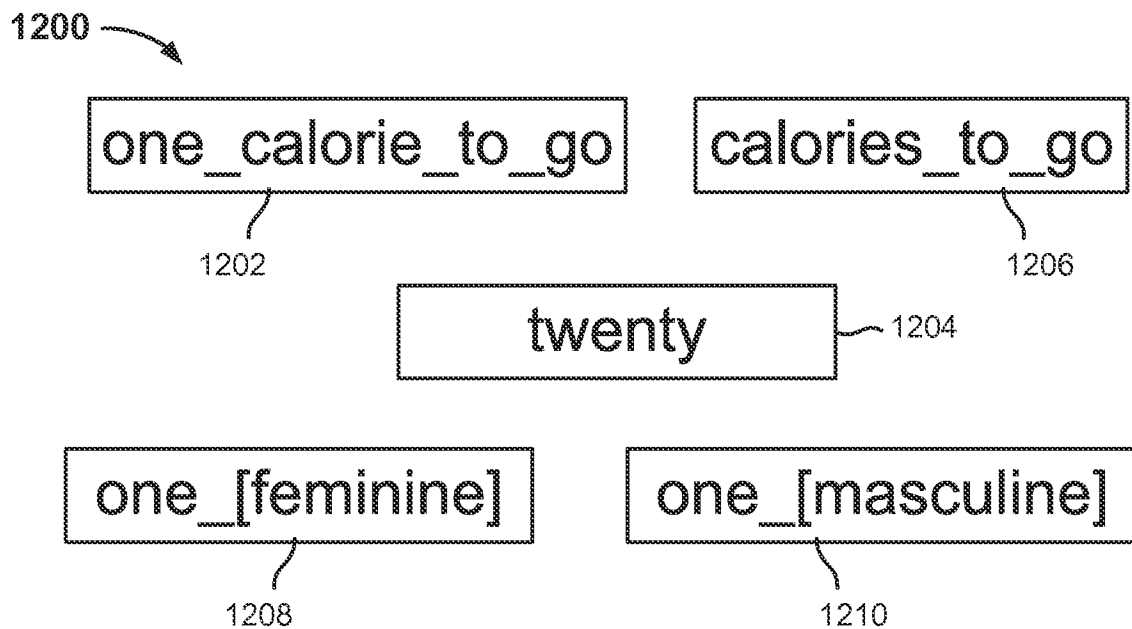 1200
one_calorie_to_go
calories_to_go
1202
1206
twenty
1204
one_[feminine]
one_[masculine]
1208
1210